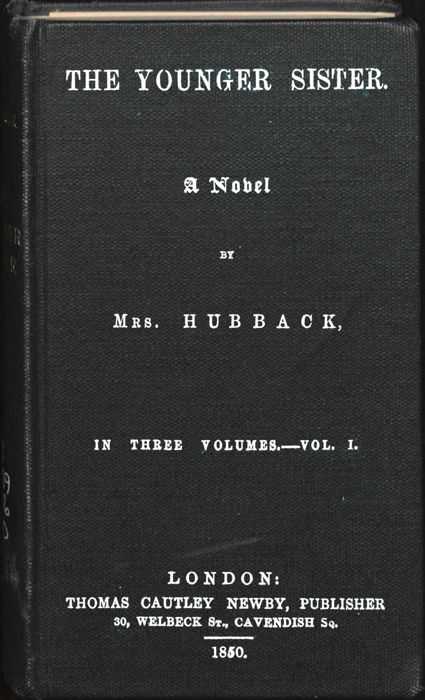 THE YOUNGER SISTER.
A Novel
BY
MRS. HUBBACK,
IN THREE VOLUMES.—VOL. I.
LONDON:
THOMAS CAUTLEY NEWBY, PUBLISHER
30, WELBECK ST., CAVENDISH SQ.
1850.